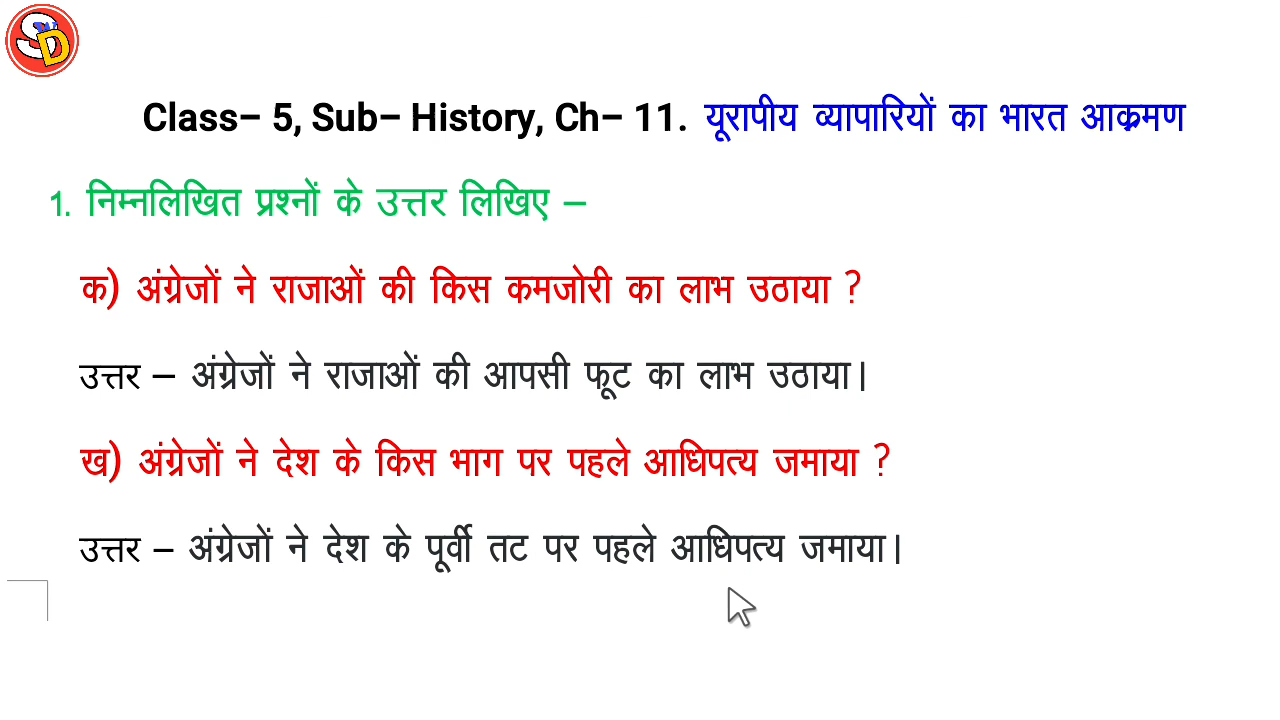 SD
Class– 5, Sub– History, Ch– 11. यूरापीय व्यापारियों का भारत आक्रमण
1. निम्नलिखित प्रश्नों के उत्तर लिखिए –
क) अंग्रेजों ने राजाओं की किस कमजोरी का लाभ उठाया ?
उत्तर – अंग्रेजों ने राजाओं की आपसी फूट का लाभ उठाया।
ख) अंग्रेजों ने देश के किस भाग पर पहले आधिपत्य जमाया ?
उत्तर – अंग्रेजों ने देश के पूर्वी तट पर पहले आधिपत्य जमाया।